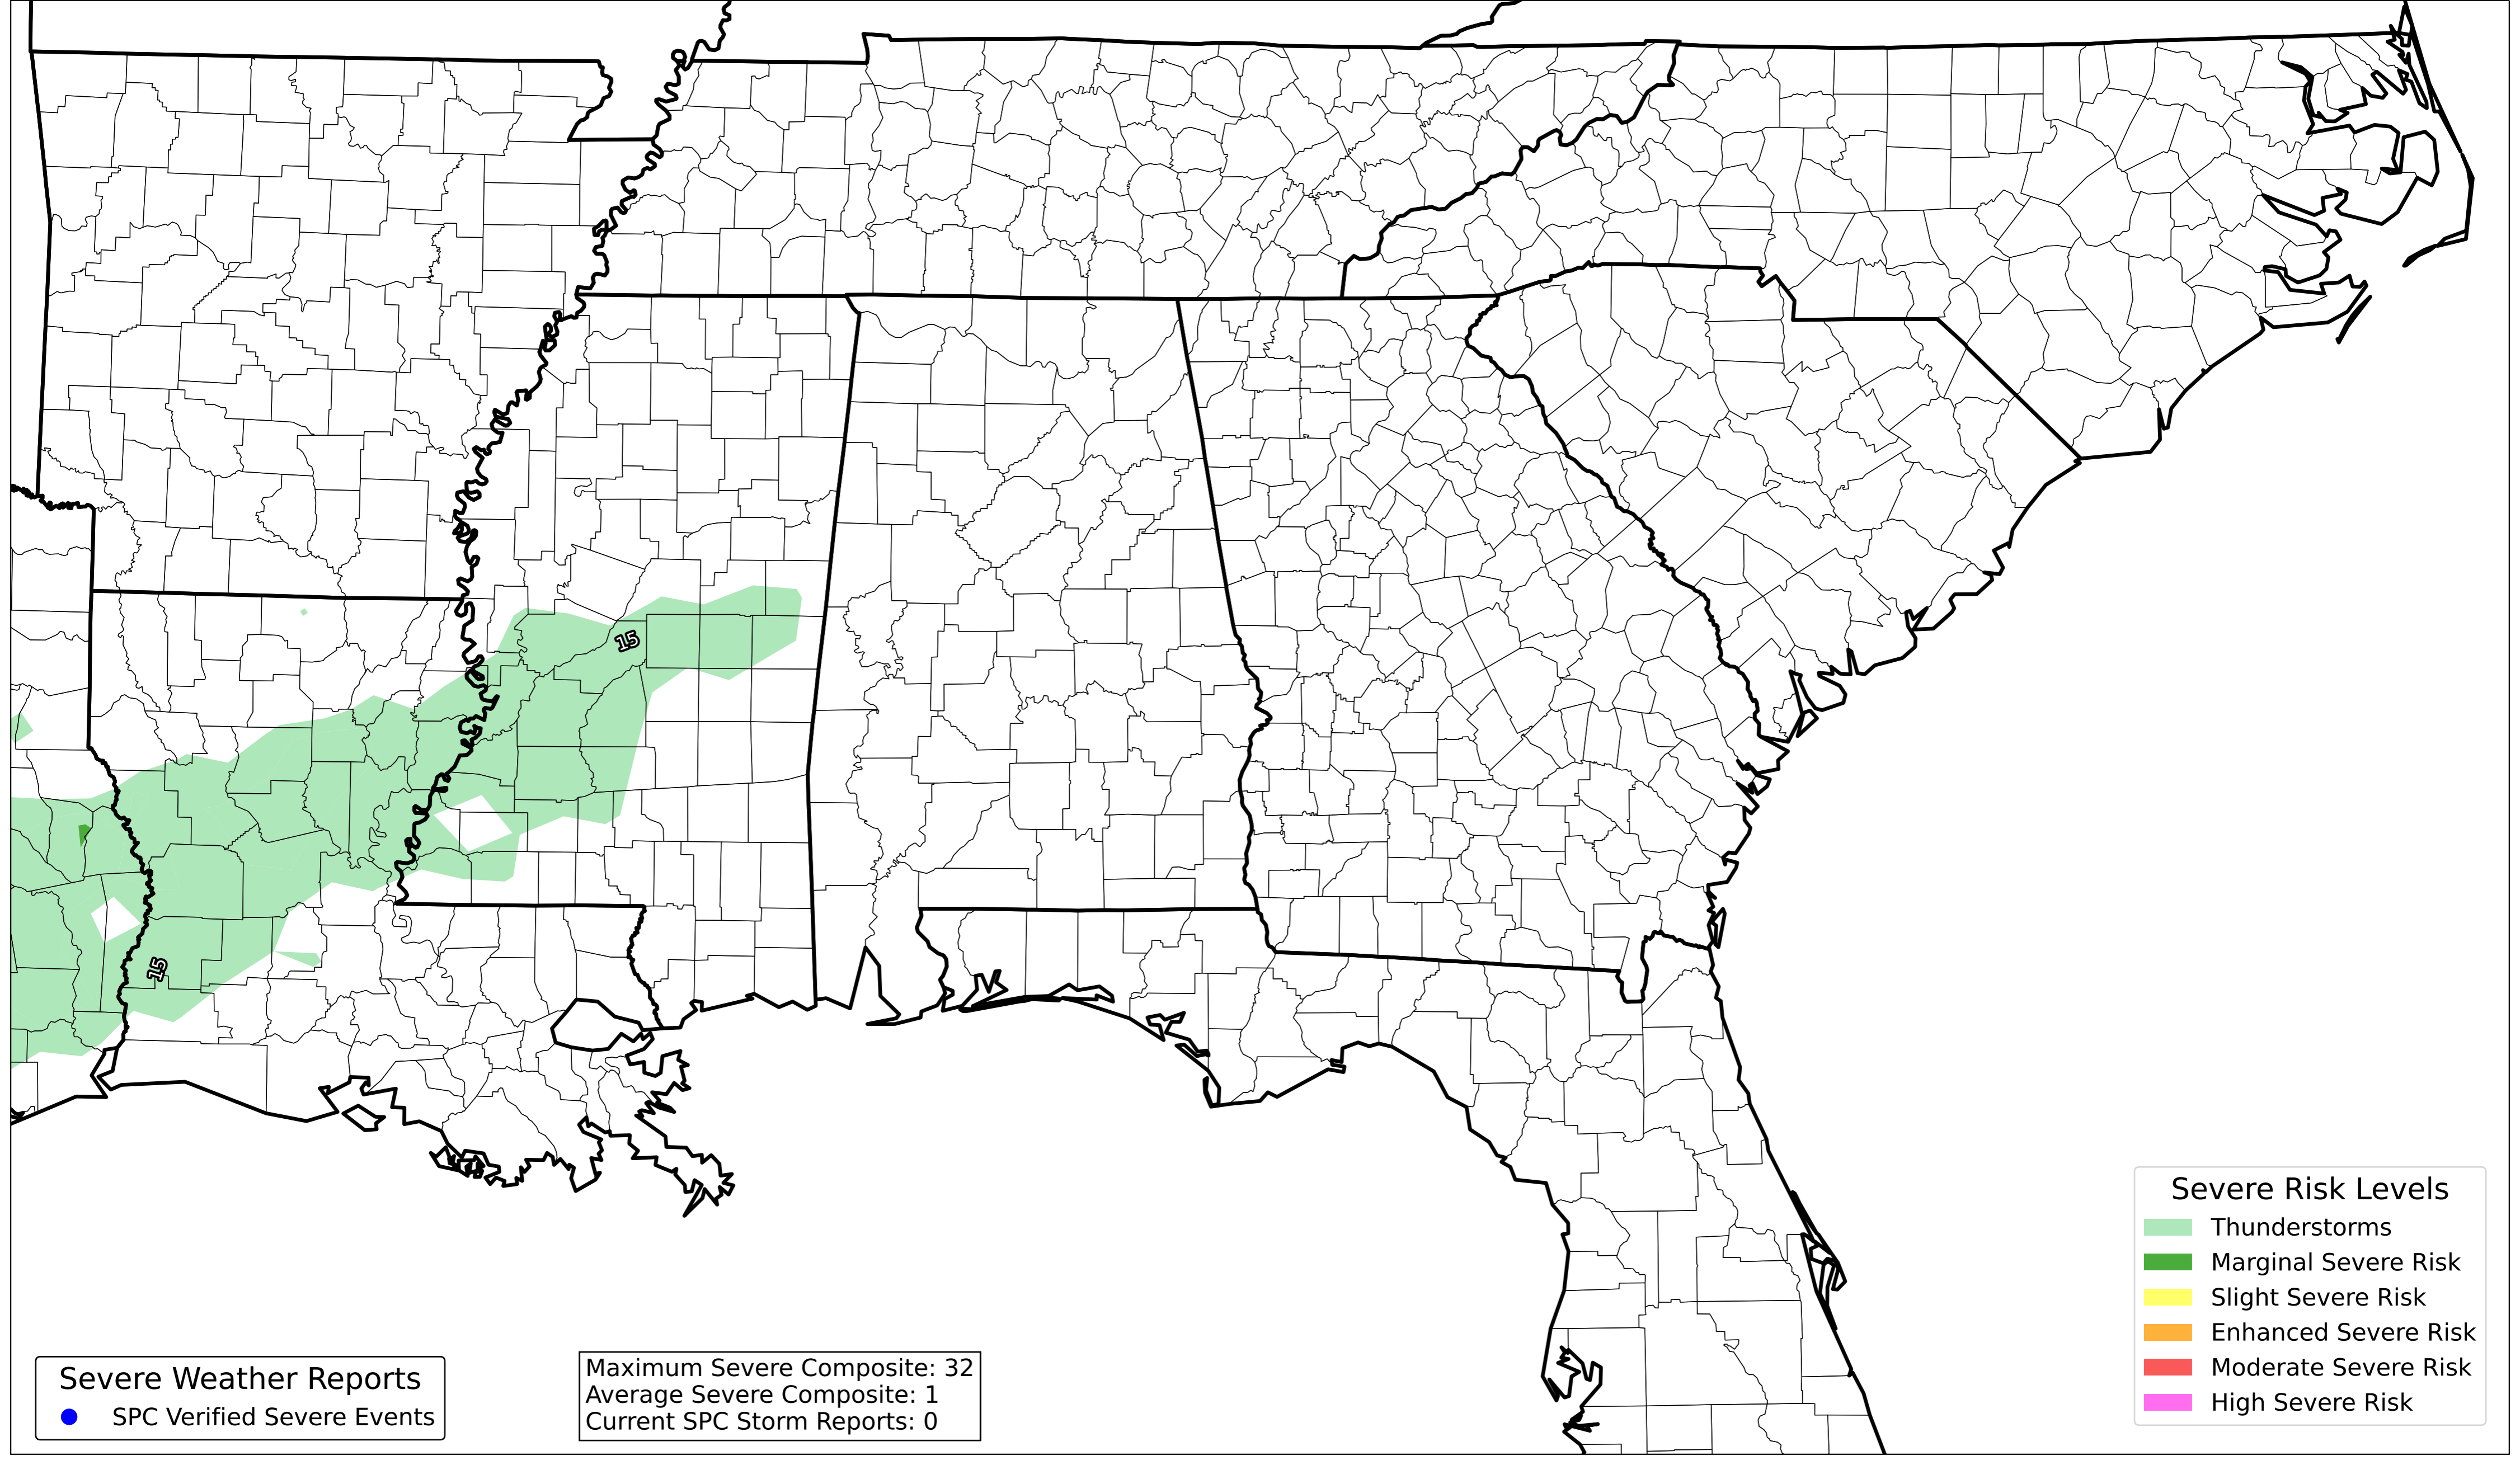 15
15
Severe Risk Levels
Thunderstorms
Marginal Severe Risk
Slight Severe Risk
Enhanced Severe Risk
Moderate Severe Risk
High Severe Risk
Severe Weather Reports
SPC Verified Severe Events
Maximum Severe Composite: 32
Average Severe Composite: 1
Current SPC Storm Reports: 0